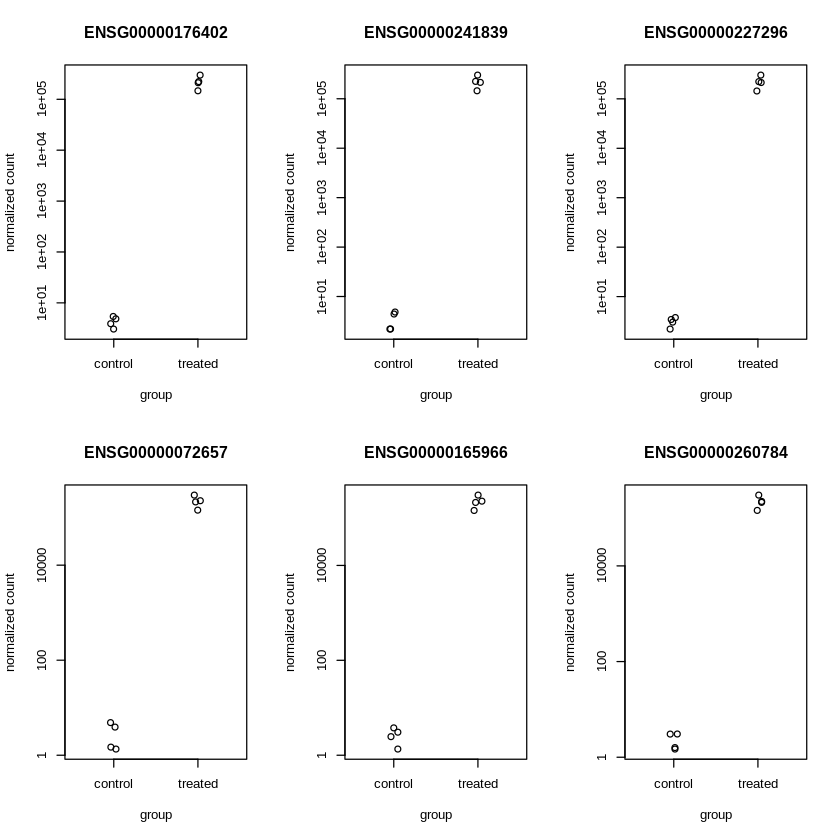 ENSG00000176402
normalized count
1e+05
1e+04
1e+03
1e+02
1e+01
control treated
group
ENSG00000241839
normalized count
1e+05
1e+04
1e+03
1e+02
1e+01
control treated
group
ENSG00000227296
normalized count
1e+05
1e+04
1e+03
1e+02
1e+01
control treated
group
ENSG00000072657
normalized count
10000
100
1
control treated
group
ENSG00000165966
normalized count
10000
100
1
control treated
group
ENSG00000260784
normalized count
10000
100
1
control treated
group